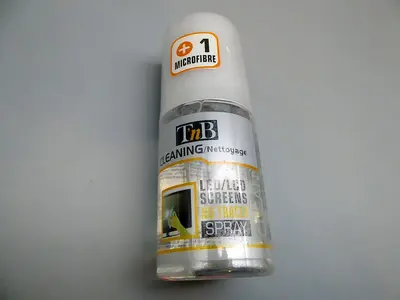 + 1
MICROFIBRE
TnB
CLEANING/Nettoyage
LED/LCD
SCREENS
SPRAY